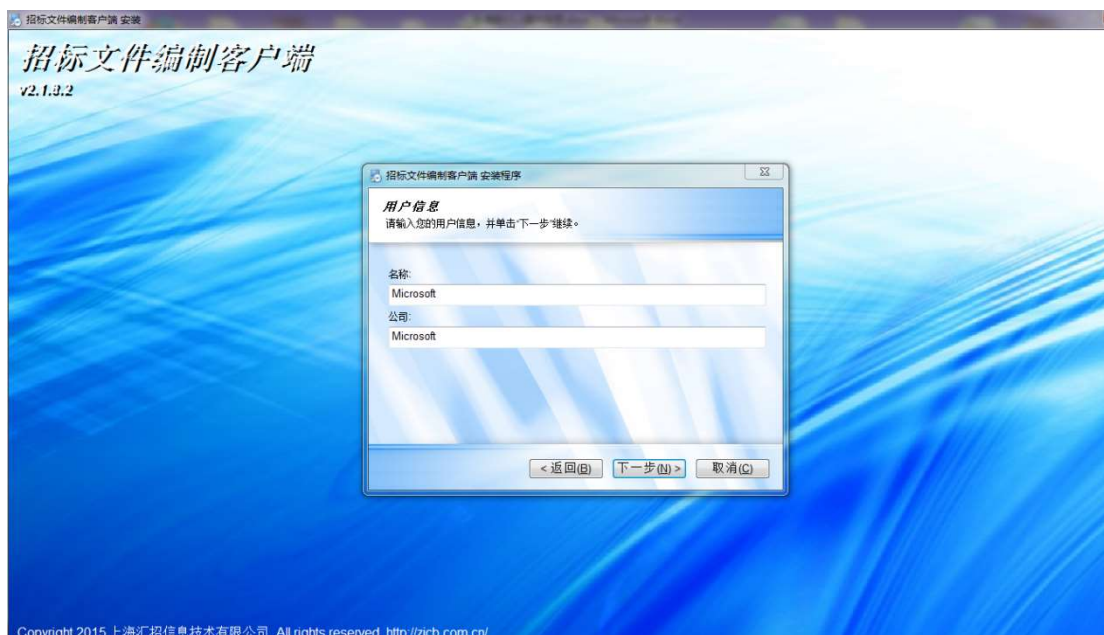 招标文件编制客户端 安装
招标文件编制客户端
v2.1.3.2
招标文件编制客户端 安装程序
用户信息
请输入您的用户信息，并单击“下一步”继续。
名称:
Microsoft
公司:
Microsoft
< 返回(B)
下一步(N) >
取消(C)
Copyright 2015 上海汇招信息技术有限公司 All rights reserved. http://zjcb.com.cn/